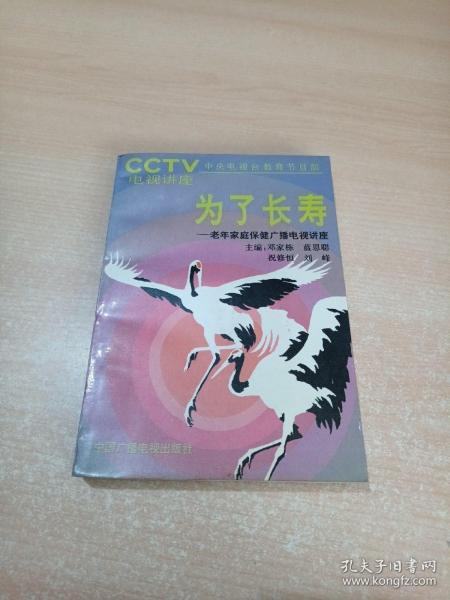 CCTV 中央电视台教育节目部
电视讲座
为了长寿
—老年家庭保健广播电视讲座
主编：邓家栋 苏思聪
祝修恒 刘峰
中国广播电视出版社
孔夫子旧书网
www.kongfz.com